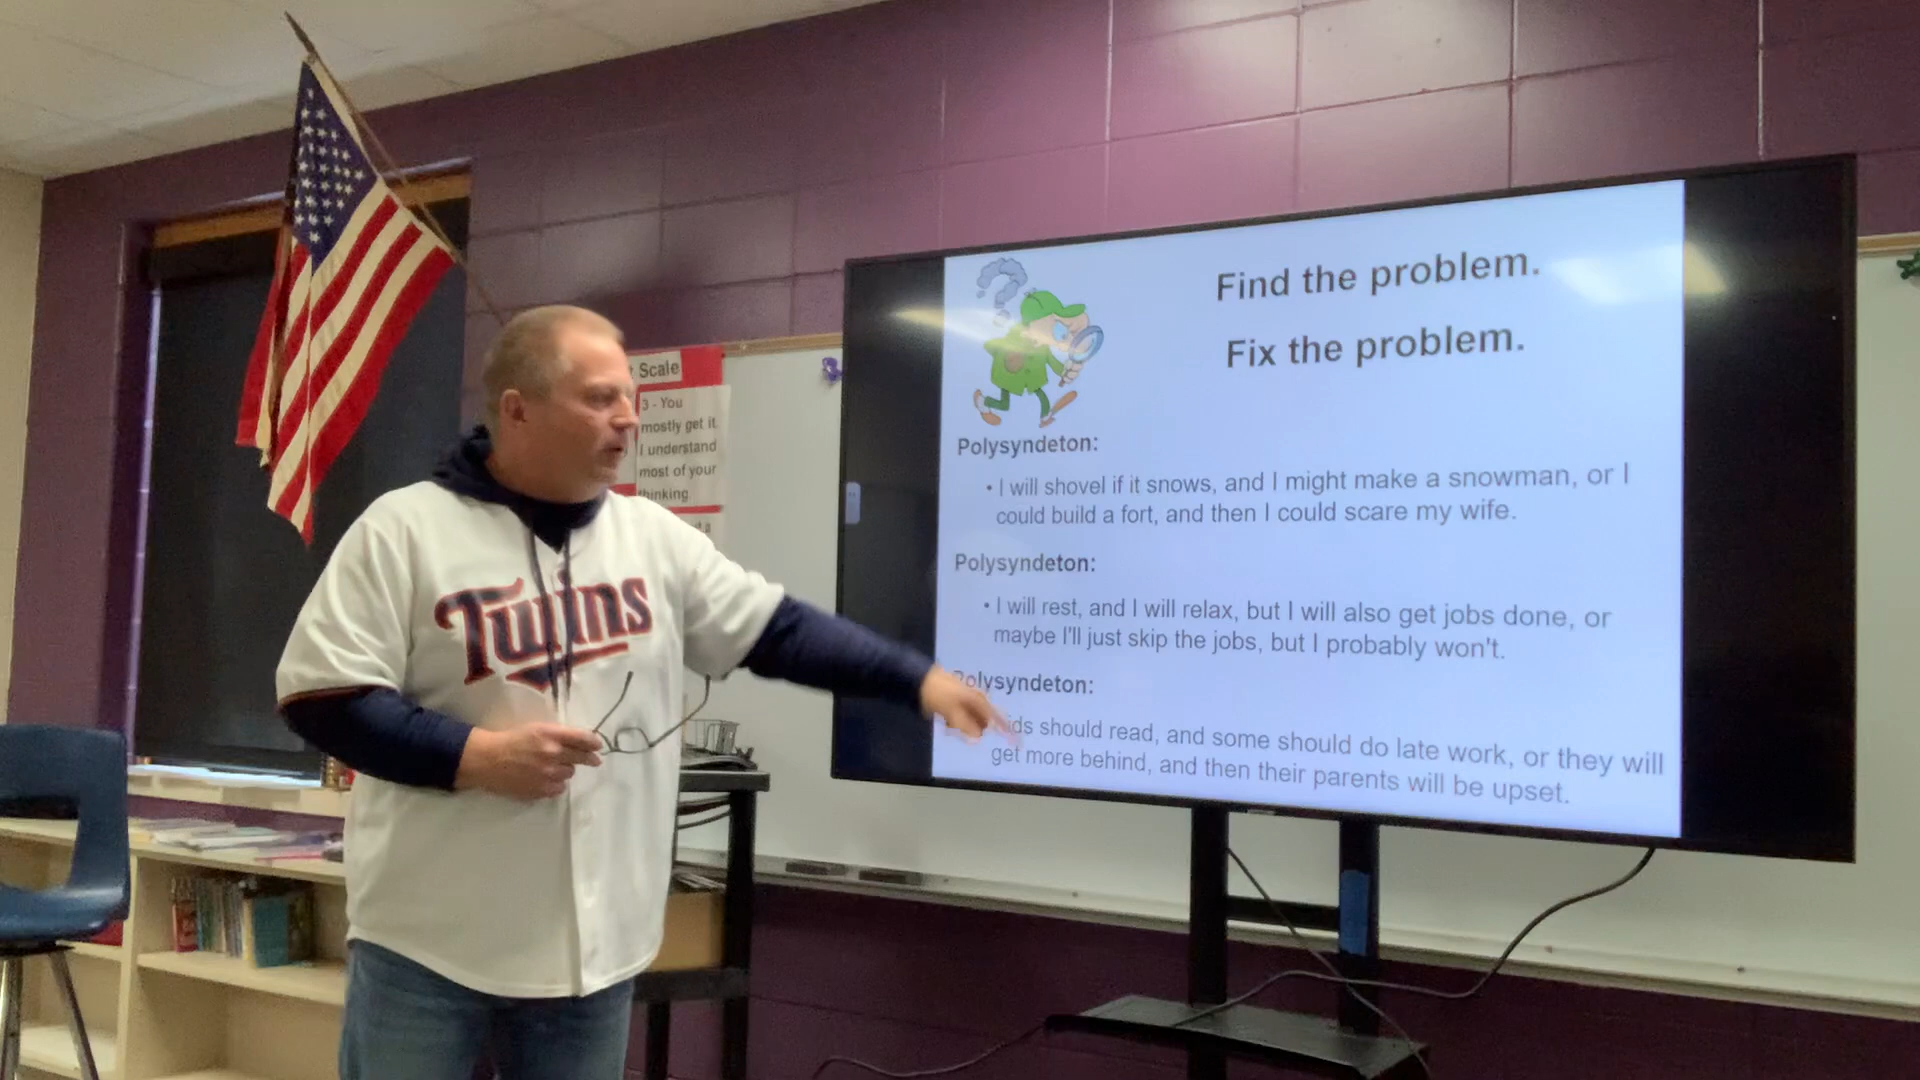 Find the problem.
Fix the problem.
Polysyndeton:
• I will shovel if it snows, and I might make a snowman, or I
could build a fort, and then I could scare my wife.
Polysyndeton:
• I will rest, and I will relax, but I will also get jobs done, or
maybe I'll just skip the jobs, but I probably won't.
Polysyndeton:
ids should read, and some should do late work, or they will
get more behind, and then their parents will be upset.
Scale
3 - You
mostly get it.
I understand
most of your
thinking
Twins